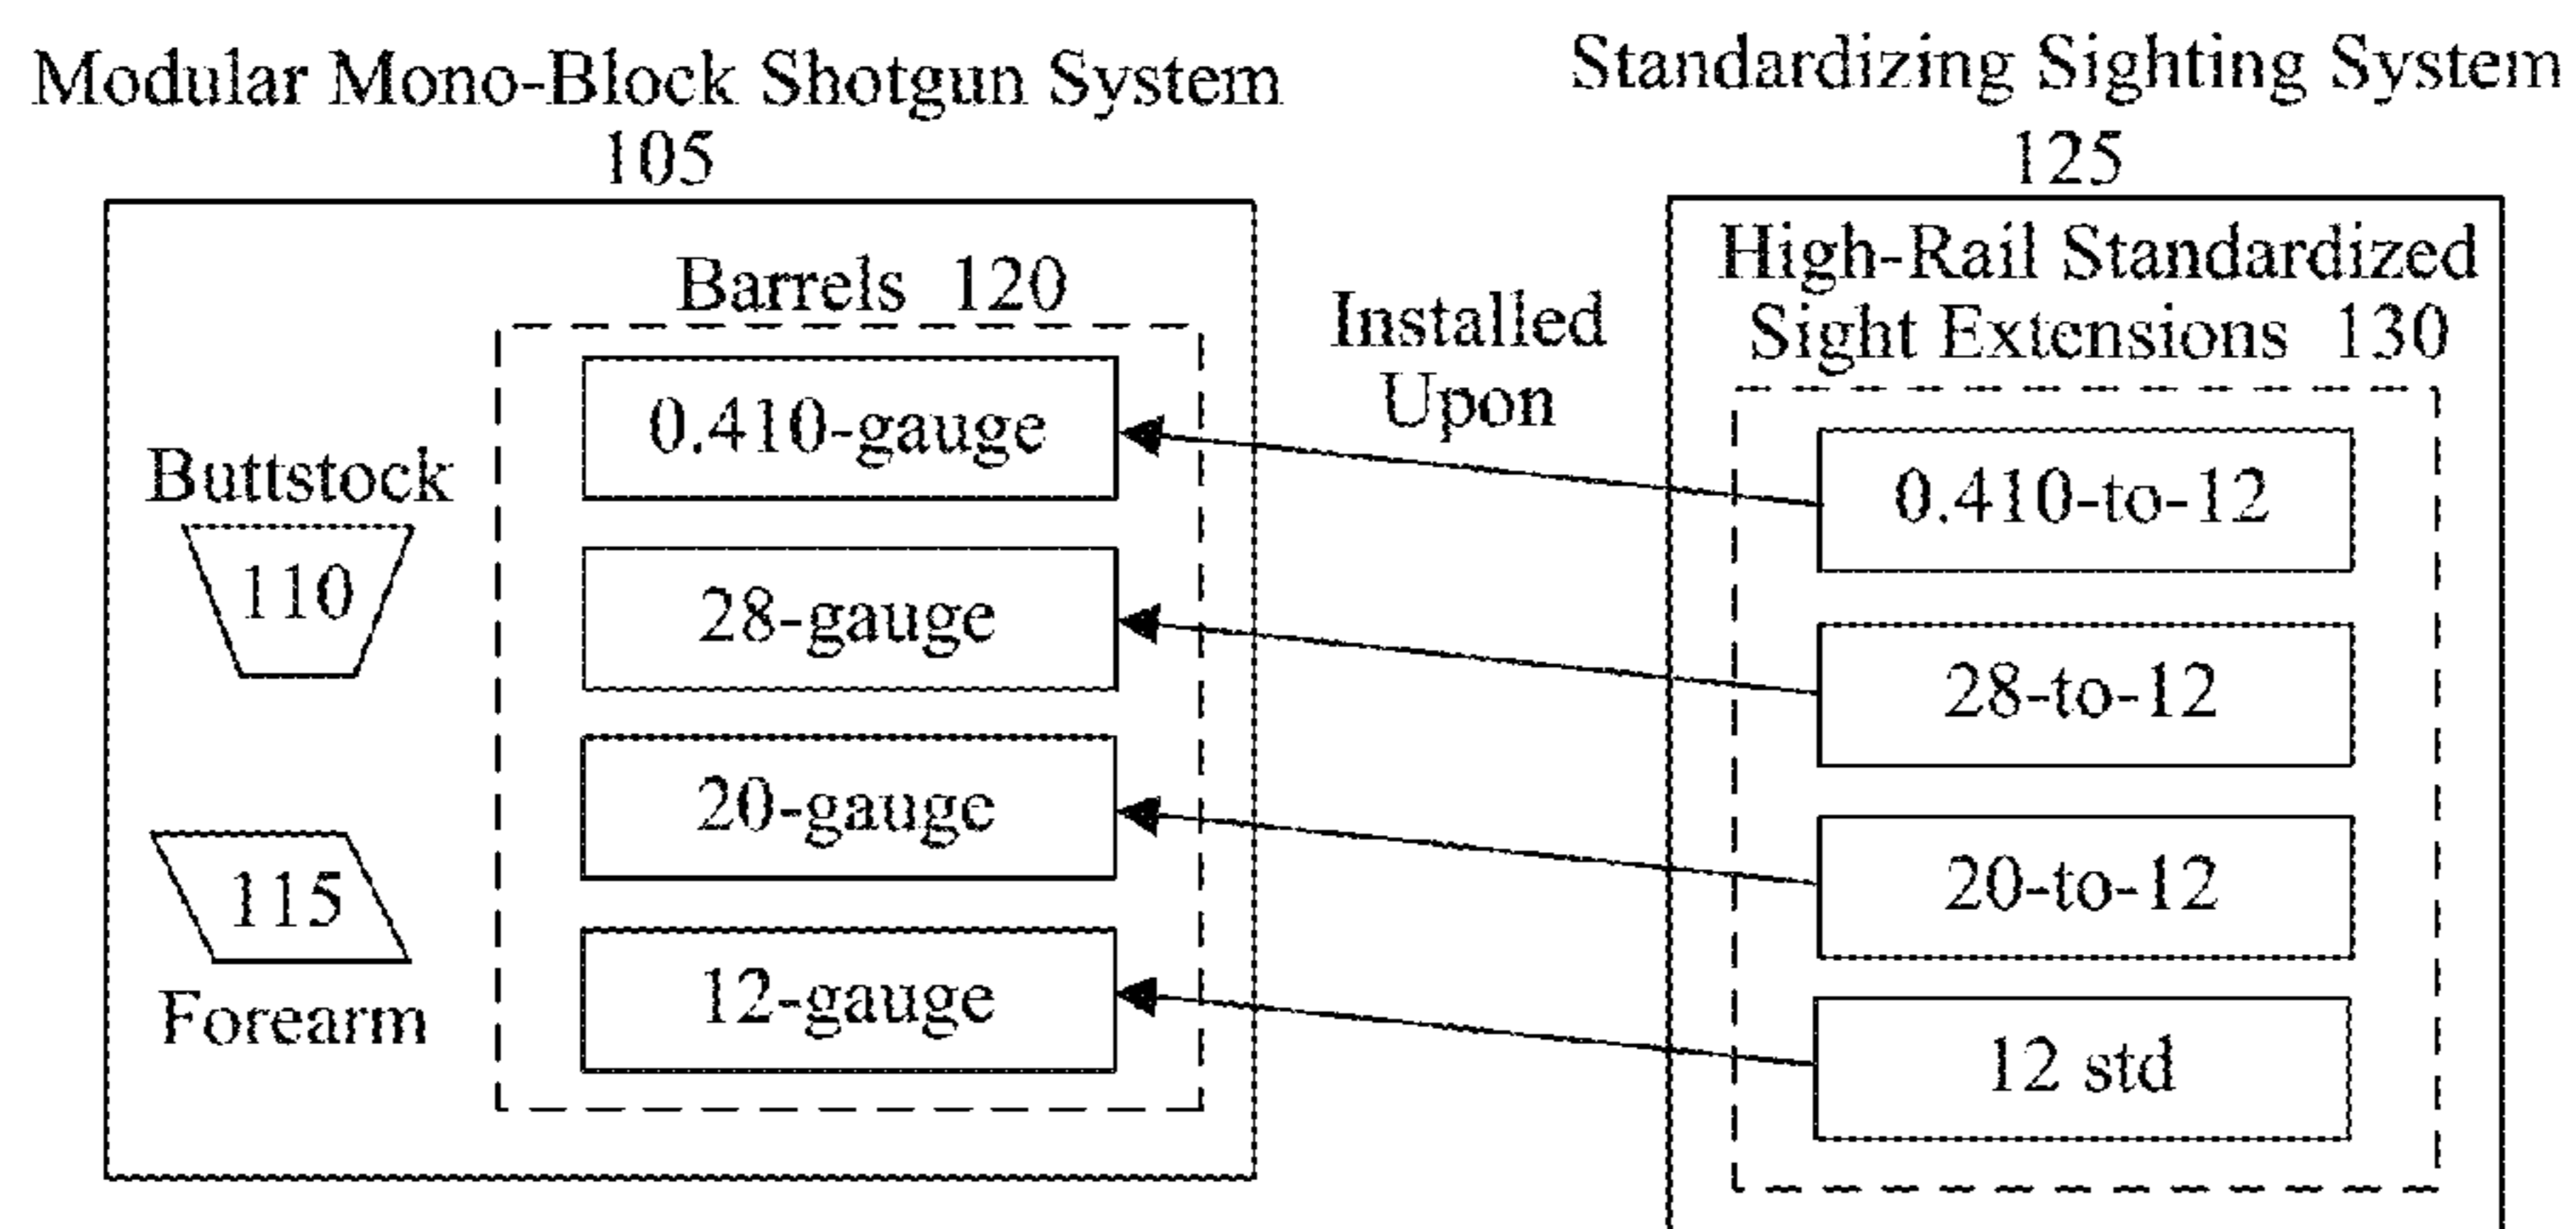 Modular Mono-Block Shotgun System
105
Barrels 120
0.410-gauge
28-gauge
20-gauge
12-gauge
Buttstock
110
115
Forearm
Installed
Upon
Standardizing Sighting System
125
High-Rail Standardized
Sight Extensions 130
0.410-to-12
28-to-12
20-to-12
12 std